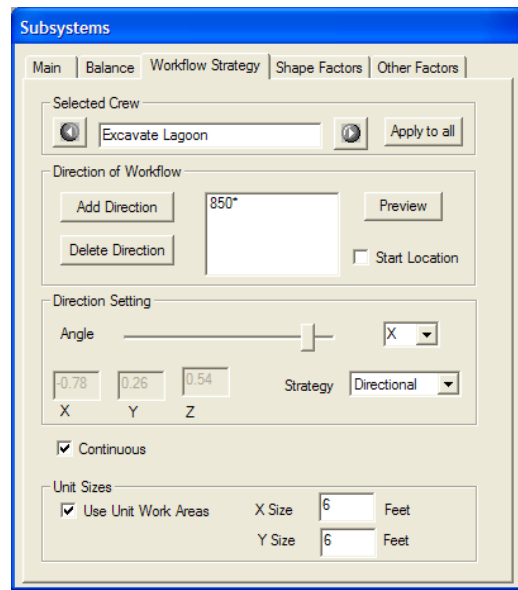 Subsystems
Main Balance Workflow Strategy Shape Factors Other Factors
Selected Crew
Excavate Lagoon Apply to all
Direction of Workflow
Add Direction 850* Preview
Delete Direction Start Location
Direction Setting
Angle X
-0.78 0.26 0.54 Strategy Directional
X Y Z
Continuous
Unit Sizes
Use Unit Work Areas X Size 6 Feet
Y Size 6 Feet